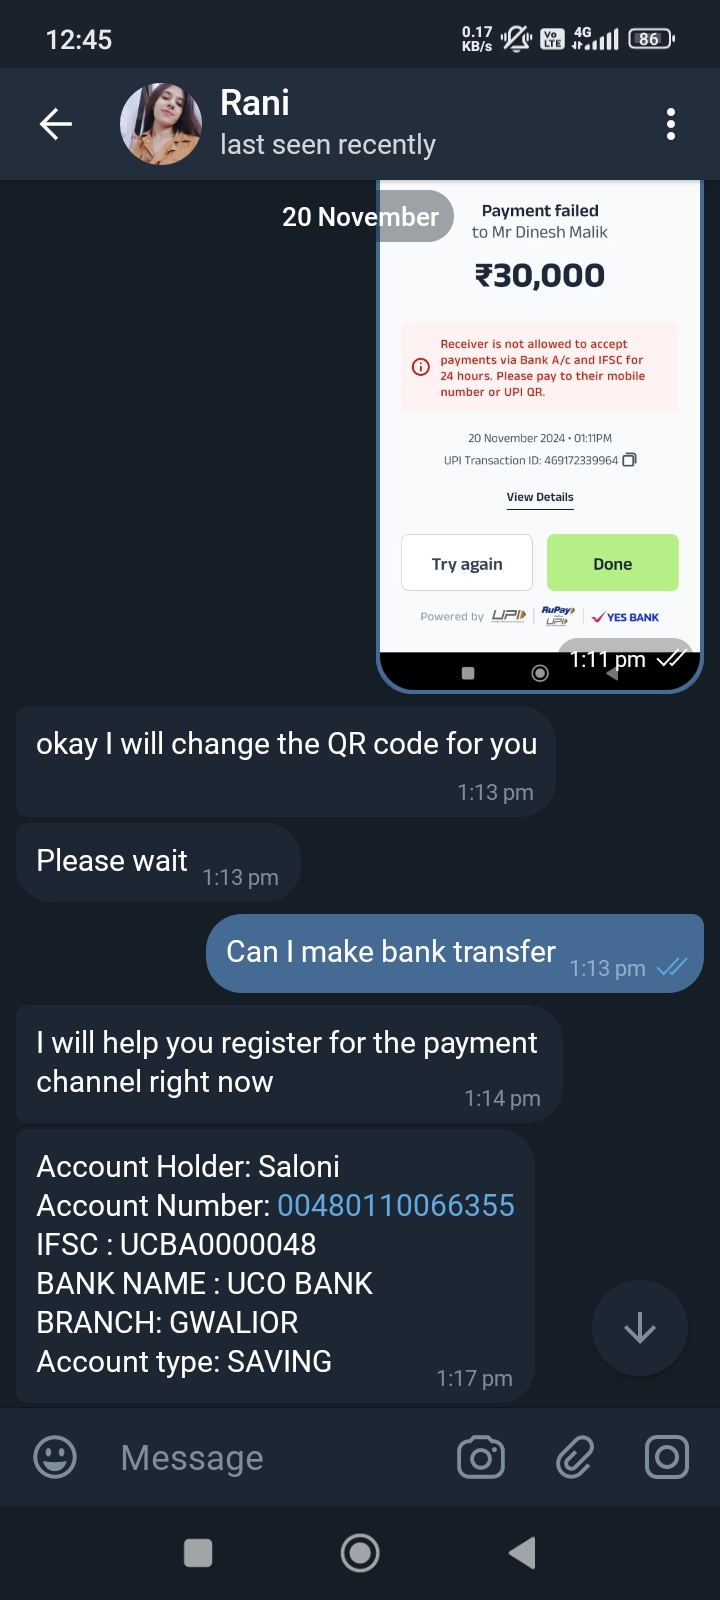 12:45
0.17
KB/s
Vo
LTE
4G
86
Rani
last seen recently
20 November
Payment failed
to Mr Dinesh Malik
₹30,000
Receiver is not allowed to accept
payments via Bank A/c and IFSC for
24 hours. Please pay to their mobile
number or UPI QR.
20 November 2024 • 01:11PM
UPI Transaction ID: 469172339964
View Details
Try again
Done
Powered by UPI RuPay UPI YES BANK
1:11 pm
okay I will change the QR code for you
1:13 pm
Please wait 1:13 pm
Can I make bank transfer 1:13 pm
I will help you register for the payment
channel right now
1:14 pm
Account Holder: Saloni
Account Number: 00480110066355
IFSC : UCBA0000048
BANK NAME : UCO BANK
BRANCH: GWALIOR
Account type: SAVING
1:17 pm
Message